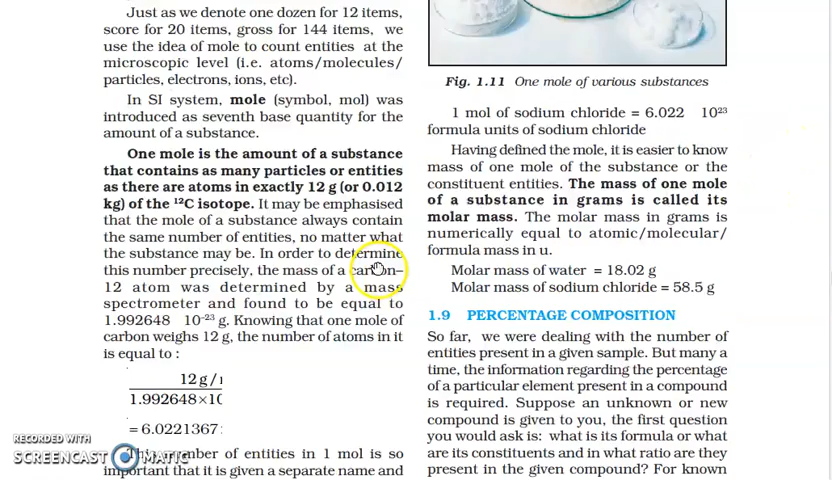 Just as we denote one dozen for 12 items,
score for 20 items, gross for 144 items, we
use the idea of mole to count entities at the
microscopic level (i.e. atoms/molecules/
particles, electrons, ions, etc).
In SI system, mole (symbol, mol) was
introduced as seventh base quantity for the
amount of a substance.
One mole is the amount of a substance
that contains as many particles or entities
as there are atoms in exactly 12 g (or 0.012
kg) of the ¹²C isotope. It may be emphasised
that the mole of a substance always contain
the same number of entities, no matter what
the substance may be. In order to determine
this number precisely, the mass of a carbon–
12 atom was determined by a mass
spectrometer and found to be equal to
1.992648 10⁻²³ g. Knowing that one mole of
carbon weighs 12 g, the number of atoms in it
is equal to :
12 g /
1.992648×10
= 6.0221367
This number of entities in 1 mol is so
important that it is given a separate name and
RECORDED WITH
SCREENCAST MATIC
Fig. 1.11 One mole of various substances
1 mol of sodium chloride = 6.022 10²³
formula units of sodium chloride
Having defined the mole, it is easier to know
mass of one mole of the substance or the
constituent entities. The mass of one mole
of a substance in grams is called its
molar mass. The molar mass in grams is
numerically equal to atomic/molecular/
formula mass in u.
Molar mass of water = 18.02 g
Molar mass of sodium chloride = 58.5 g
1.9 PERCENTAGE COMPOSITION
So far, we were dealing with the number of
entities present in a given sample. But many a
time, the information regarding the percentage
of a particular element present in a compound
is required. Suppose an unknown or new
compound is given to you, the first question
you would ask is: what is its formula or what
are its constituents and in what ratio are they
present in the given compound? For known